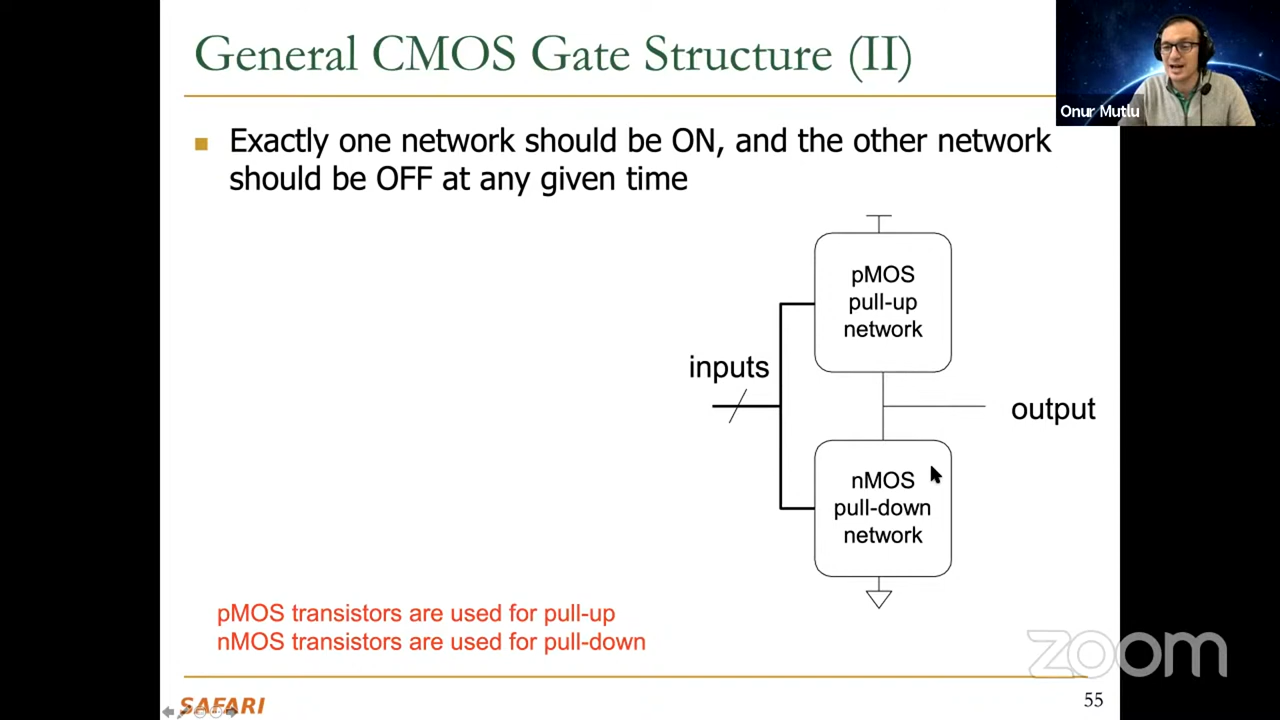 General CMOS Gate Structure (II)
Onur Mutlu
Exactly one network should be ON, and the other network
should be OFF at any given time
pMOS
pull-up
network
inputs
output
nMOS
pull-down
network
pMOS transistors are used for pull-up
nMOS transistors are used for pull-down
zoom
SAFARI
55